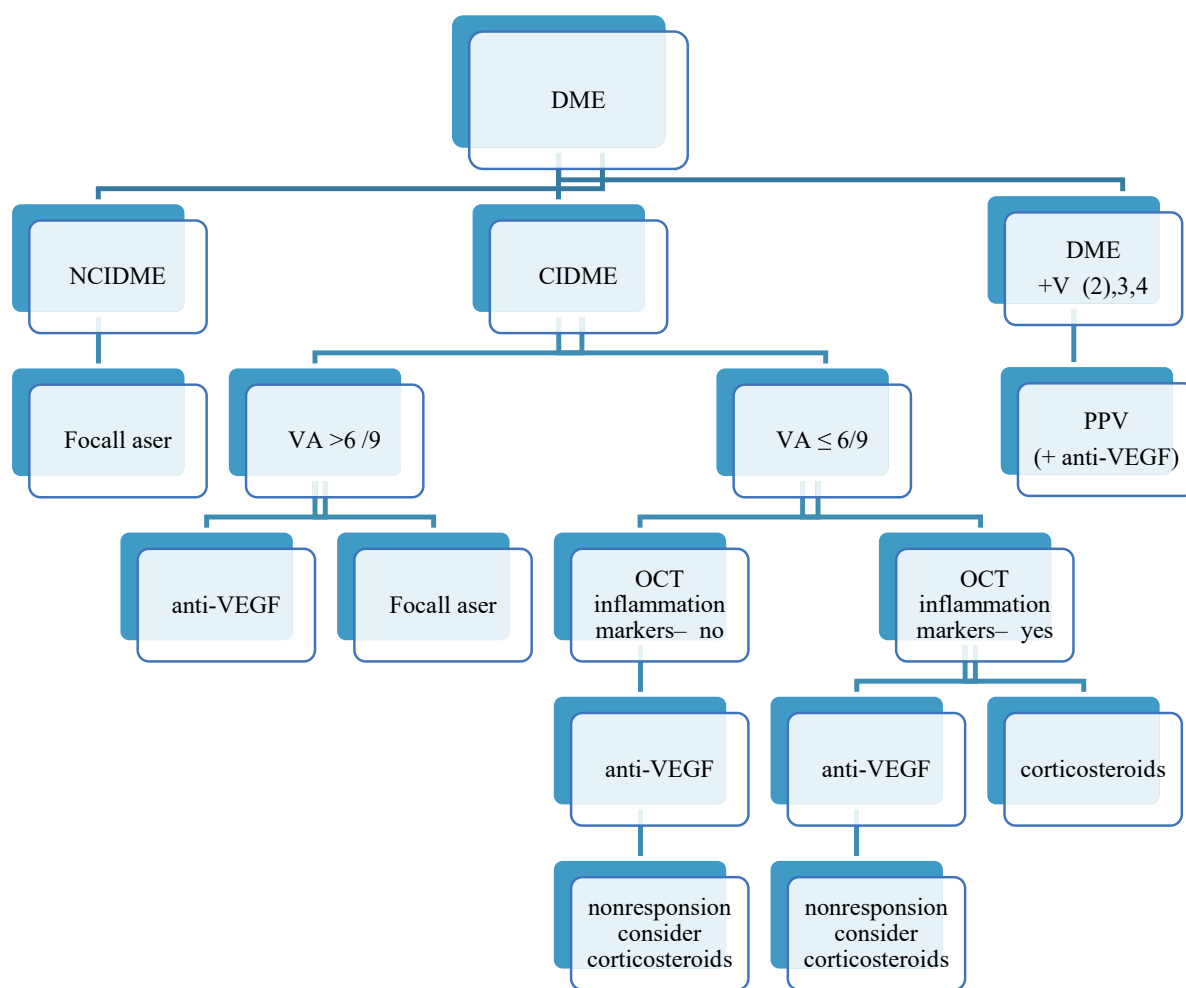 DME
NCIDME
CIDME
DME
+V (2),3,4
Focall aser
VA >6 /9
VA ≤ 6/9
PPV
(+ anti-VEGF)
anti-VEGF
Focall aser
OCT
inflammation
markers– no
OCT
inflammation
markers– yes
anti-VEGF
anti-VEGF
corticosteroids
nonresponsion
consider
corticosteroids
nonresponsion
consider
corticosteroids